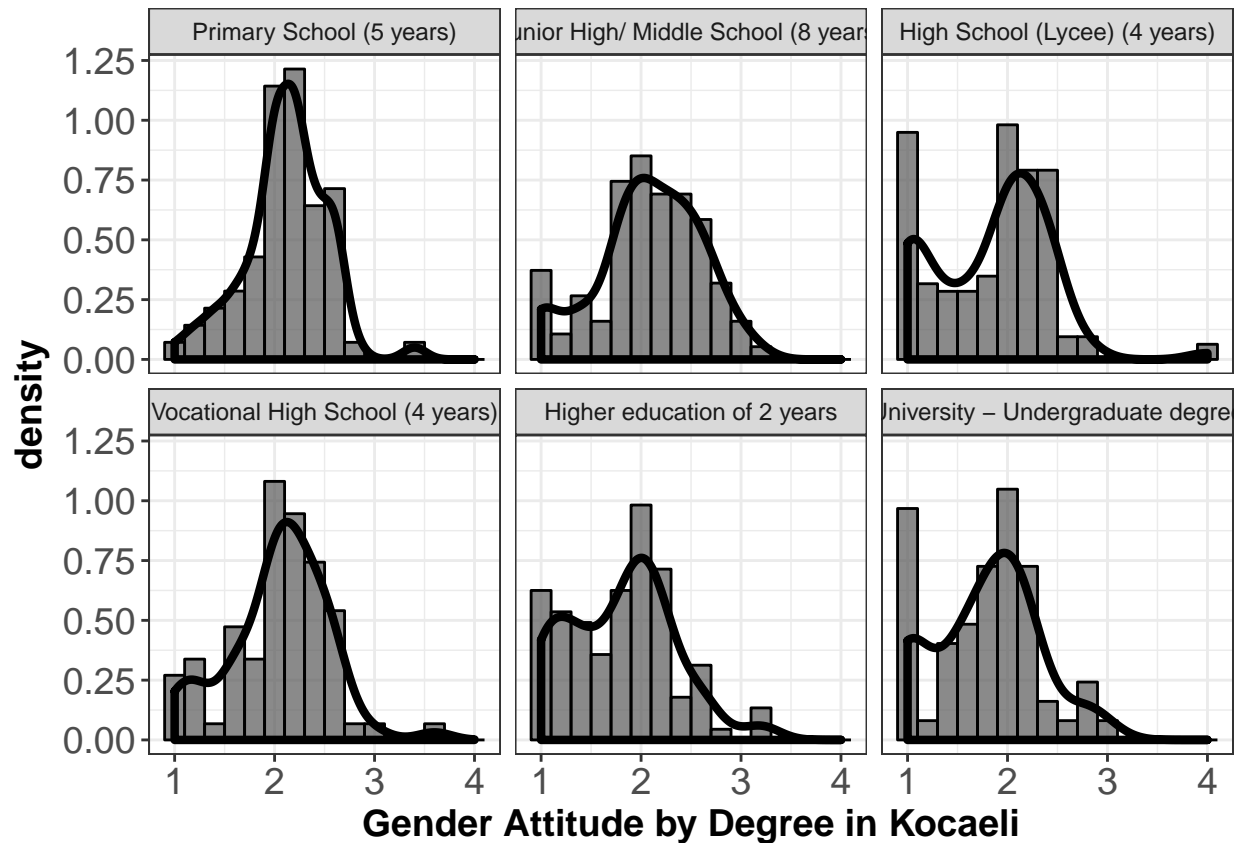 Primary School (5 years)
unior High/ Middle School (8 year
High School (Lycee) (4 years)
1.25
1.00
0.75
0.50
0.25
0.00
Vocational High School (4 years)
Higher education of 2 years
University − Undergraduate degre
1.25
1.00
0.75
0.50
0.25
0.00
density
1 2 3 4
1 2 3 4
1 2 3 4
Gender Attitude by Degree in Kocaeli